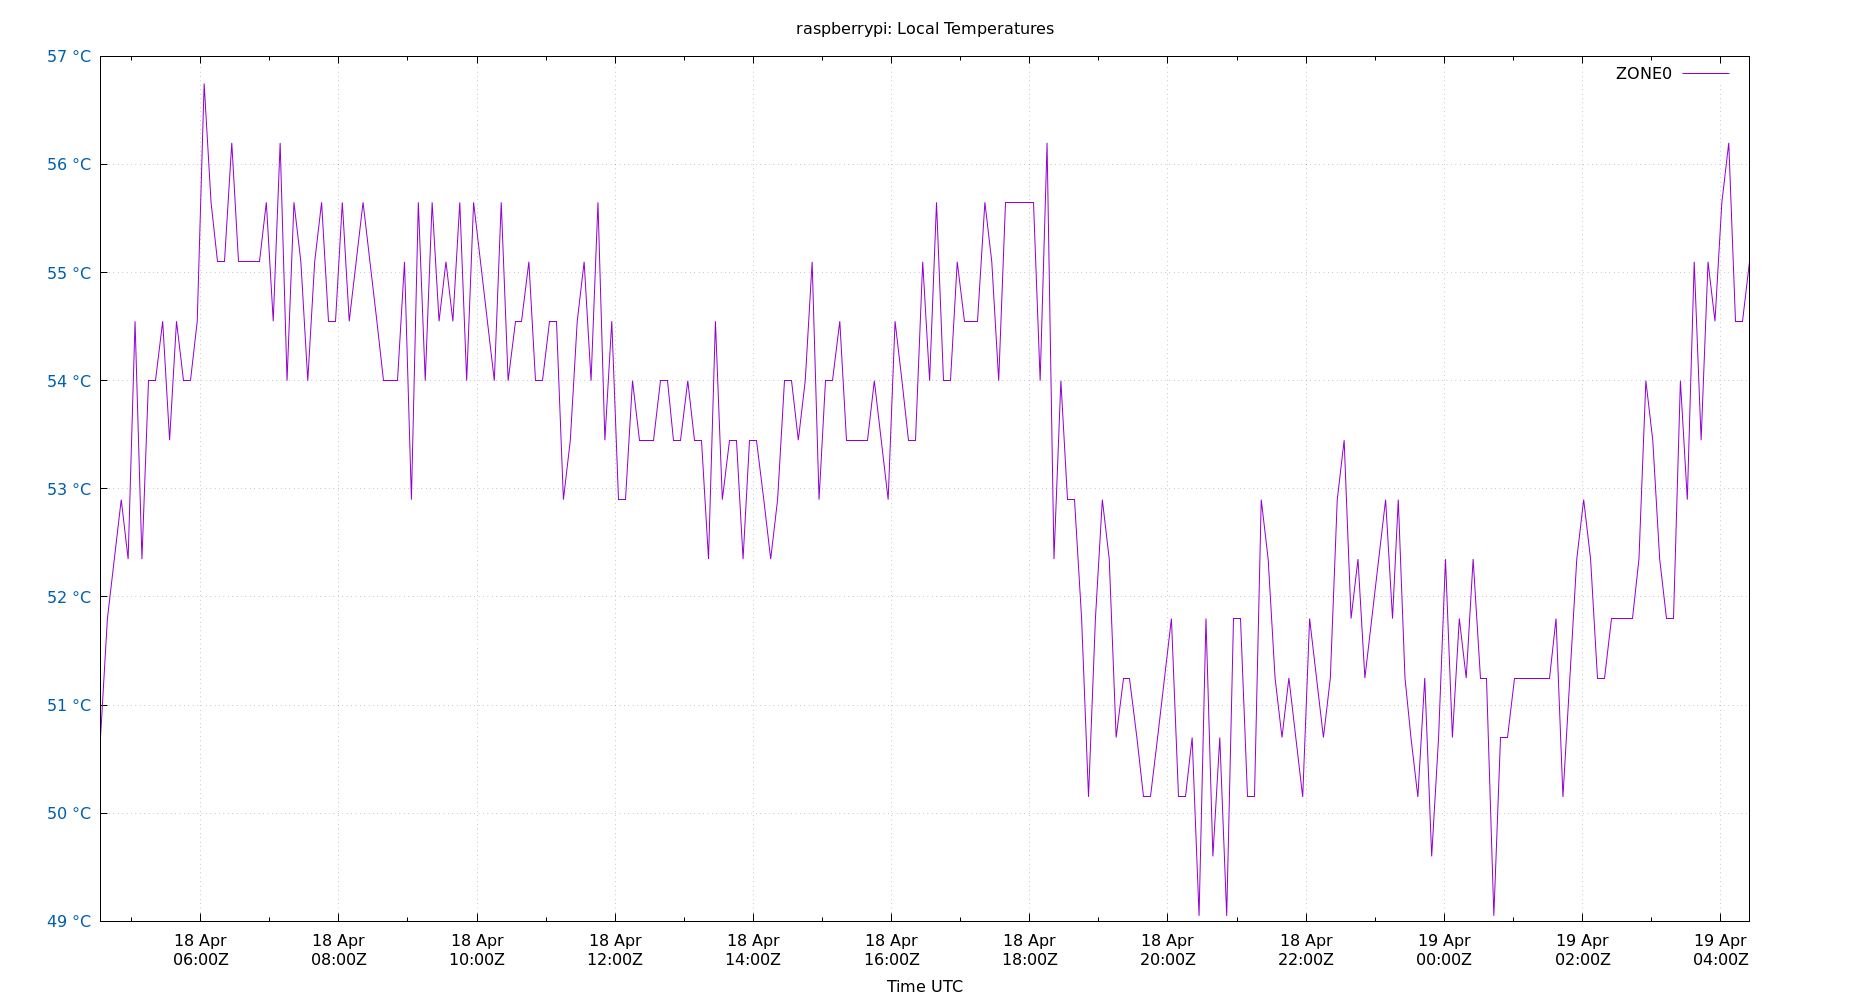 raspberrypi: Local Temperatures
57 °C
ZONE0
56 °C
55 °C
54 °C
53 °C
52 °C
51 °C
50 °C
49 °C
18 Apr 18 Apr 18 Apr 18 Apr 18 Apr 18 Apr 18 Apr 18 Apr 18 Apr 19 Apr 19 Apr 19 Apr
06:00Z 08:00Z 10:00Z 12:00Z 14:00Z 16:00Z 18:00Z 20:00Z 22:00Z 00:00Z 02:00Z 04:00Z
Time UTC